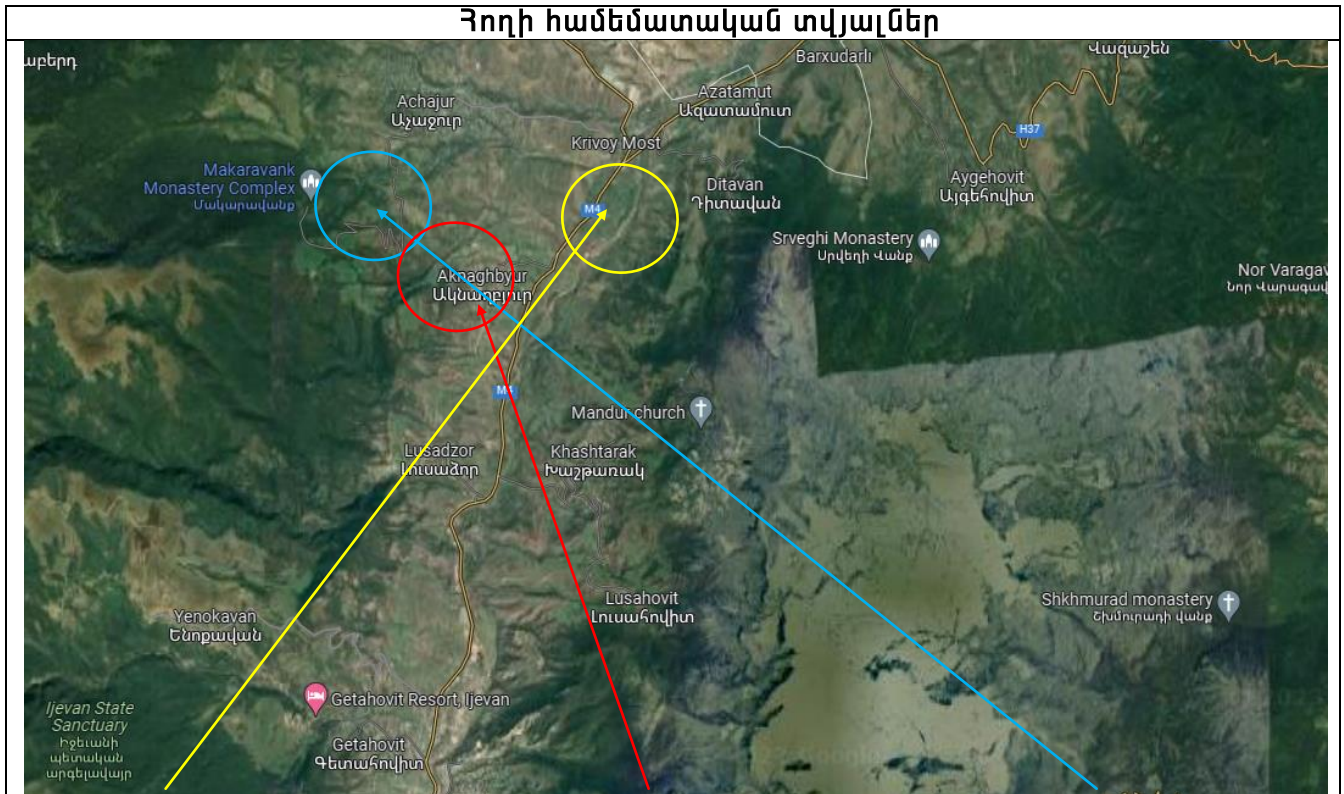 Հողի համեմատական տվյալներ
աբերդ
Barxudarlı
Վազաշեն
Achajur
Աչաջուր
Azatamut
Ազատամուտ
H37
Krivoy Most
Makaravank
Monastery Complex
Մակարավանք
Ditavan
Դիտավան
Aygehovit
Այգեհովիտ
M4
Srveghi Monastery
Սրվեղի Վանք
Aknaghbyur
Ակնաղբյուր
Nor Varagav
Նոր Վարագավ
M4
Mandur church
Lusadzor
Լուսաձոր
Khashtarak
Խաշթառակ
Lusahovit
Լուսահովիտ
Shkhmurad monastery
Շխմուրադի վանք
Yenokavan
Ենոքավան
Getahovit Resort, Ijevan
Ijevan State
Sanctuary
Իջեւանի
պետական
արգելավայր
Getahovit
Գետահովիտ